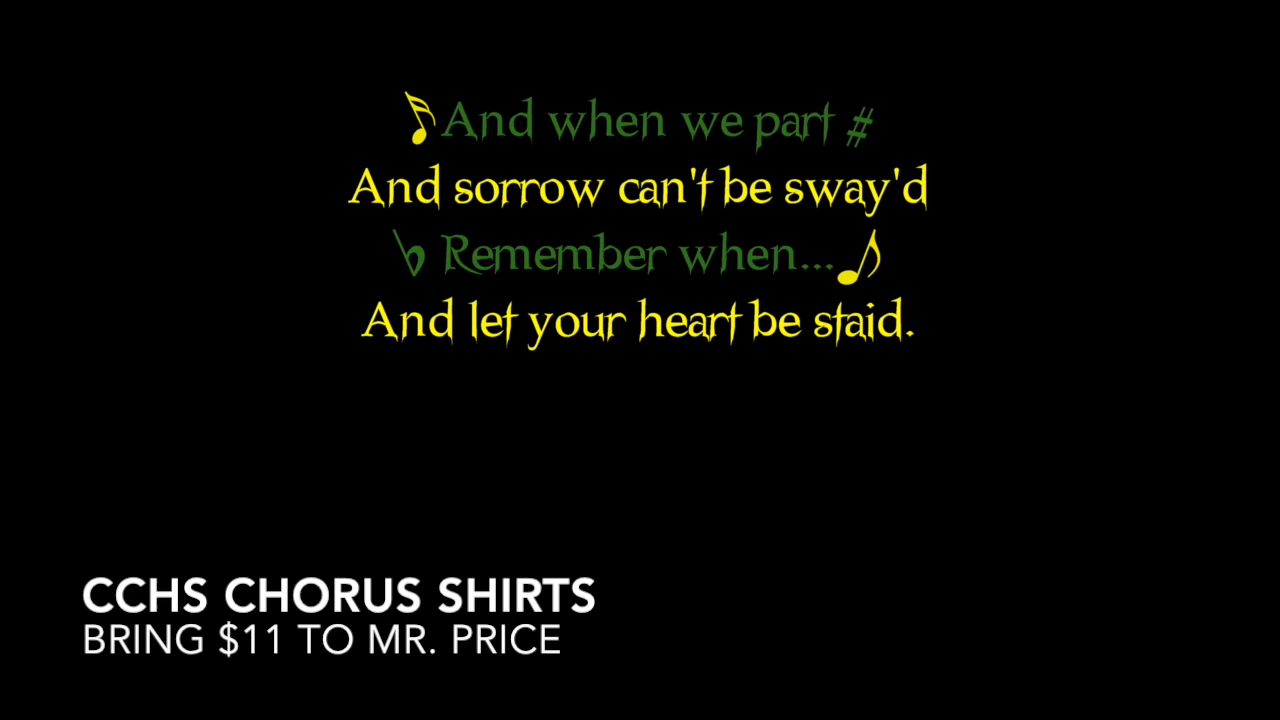 And when we part #
And sorrow can't be sway'd
♭ Remember when...
And let your heart be staid.
CCHS CHORUS SHIRTS
BRING $11 TO MR. PRICE